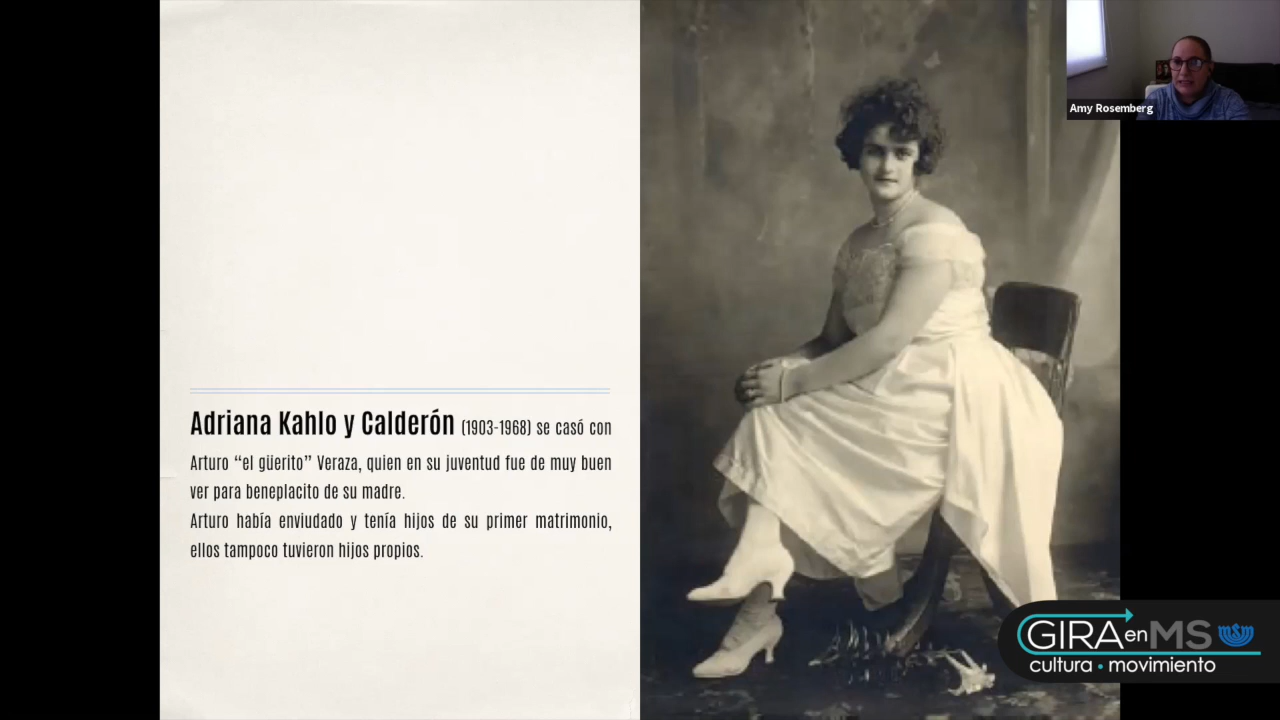 Amy Rosemberg
Adriana Kahlo y Calderón (1903-1968) se casó con
Arturo “el güerito” Veraza, quien en su juventud fue de muy buen
ver para beneplacito de su madre.
Arturo había enviudado y tenía hijos de su primer matrimonio,
ellos tampoco tuvieron hijos propios.
GIRA en MS
cultura • movimiento